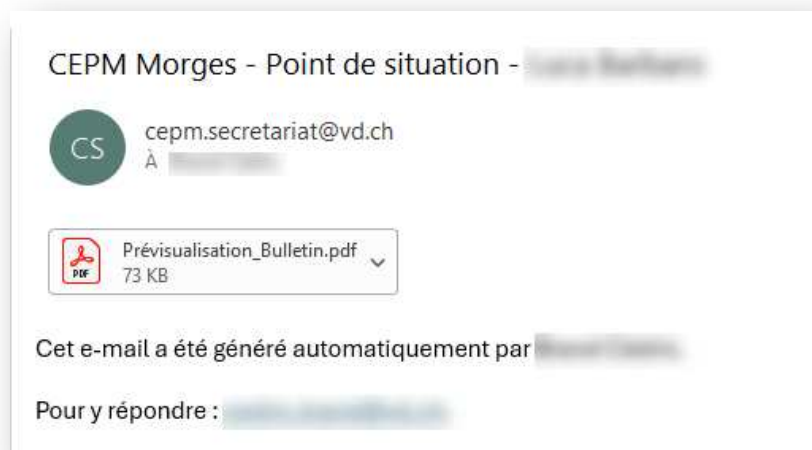 CEPM Morges - Point de situation -
CS
cepm.secretariat@vd.ch
À
Prévisualisation_Bulletin.pdf
PDF
73 KB
Cet e-mail a été généré automatiquement par
Pour y répondre :